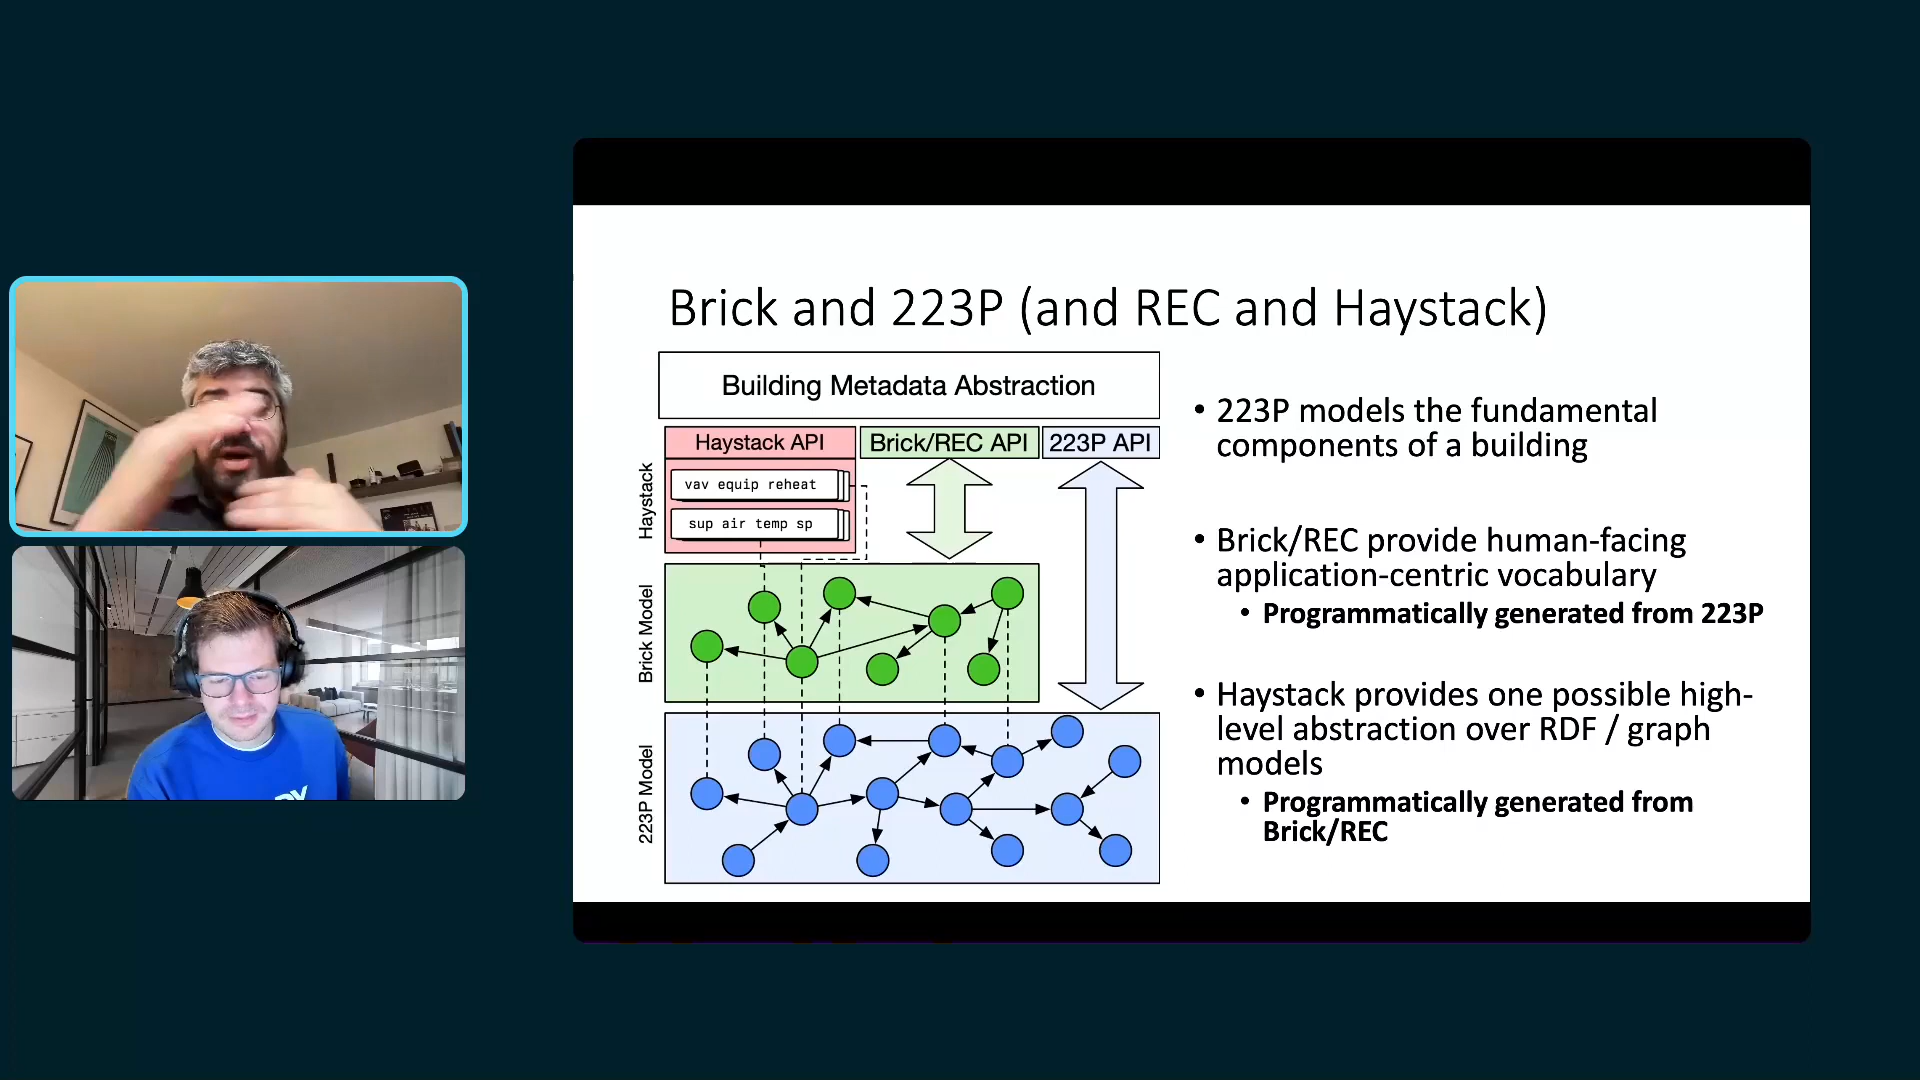 Brick and 223P (and REC and Haystack)
Building Metadata Abstraction
Haystack API
Brick/REC API
223P API
Haystack
vav equip reheat
sup air temp sp
Brick Model
223P Model
• 223P models the fundamental
components of a building
• Brick/REC provide human-facing
application-centric vocabulary
• Programmatically generated from 223P
• Haystack provides one possible high-
level abstraction over RDF / graph
models
• Programmatically generated from
Brick/REC